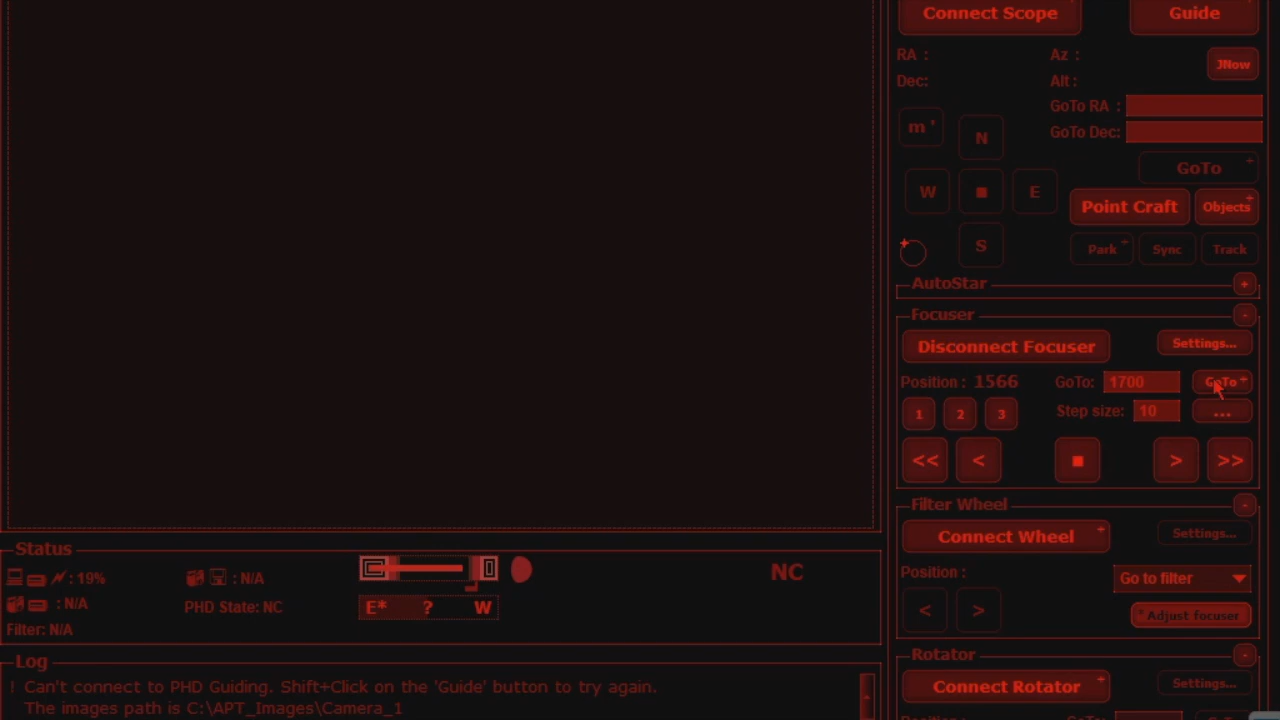 Connect Scope
Guide
RA :
Az :
JNow
Dec:
Alt :
GoTo RA :
m '
GoTo Dec:
N
GoTo +
W
E
Point Craft
Objects +
S
Park +
Sync
Track
AutoStar
+
Focuser
-
Disconnect Focuser
Settings...
Position : 1566
GoTo: 1700
GoTo +
1
2
3
Step size: 10
...
<<
<
>
>>
Filter Wheel
-
Connect Wheel +
Settings...
Position :
Go to filter
<
>
* Adjust focuser
Rotator
-
Connect Rotator +
Settings...
Status
: 19%
: N/A
: N/A
PHD State: NC
Filter: N/A
E* ? W
NC
Log
! Can't connect to PHD Guiding. Shift+Click on the 'Guide' button to try again.
The images path is C:\APT_Images\Camera_1